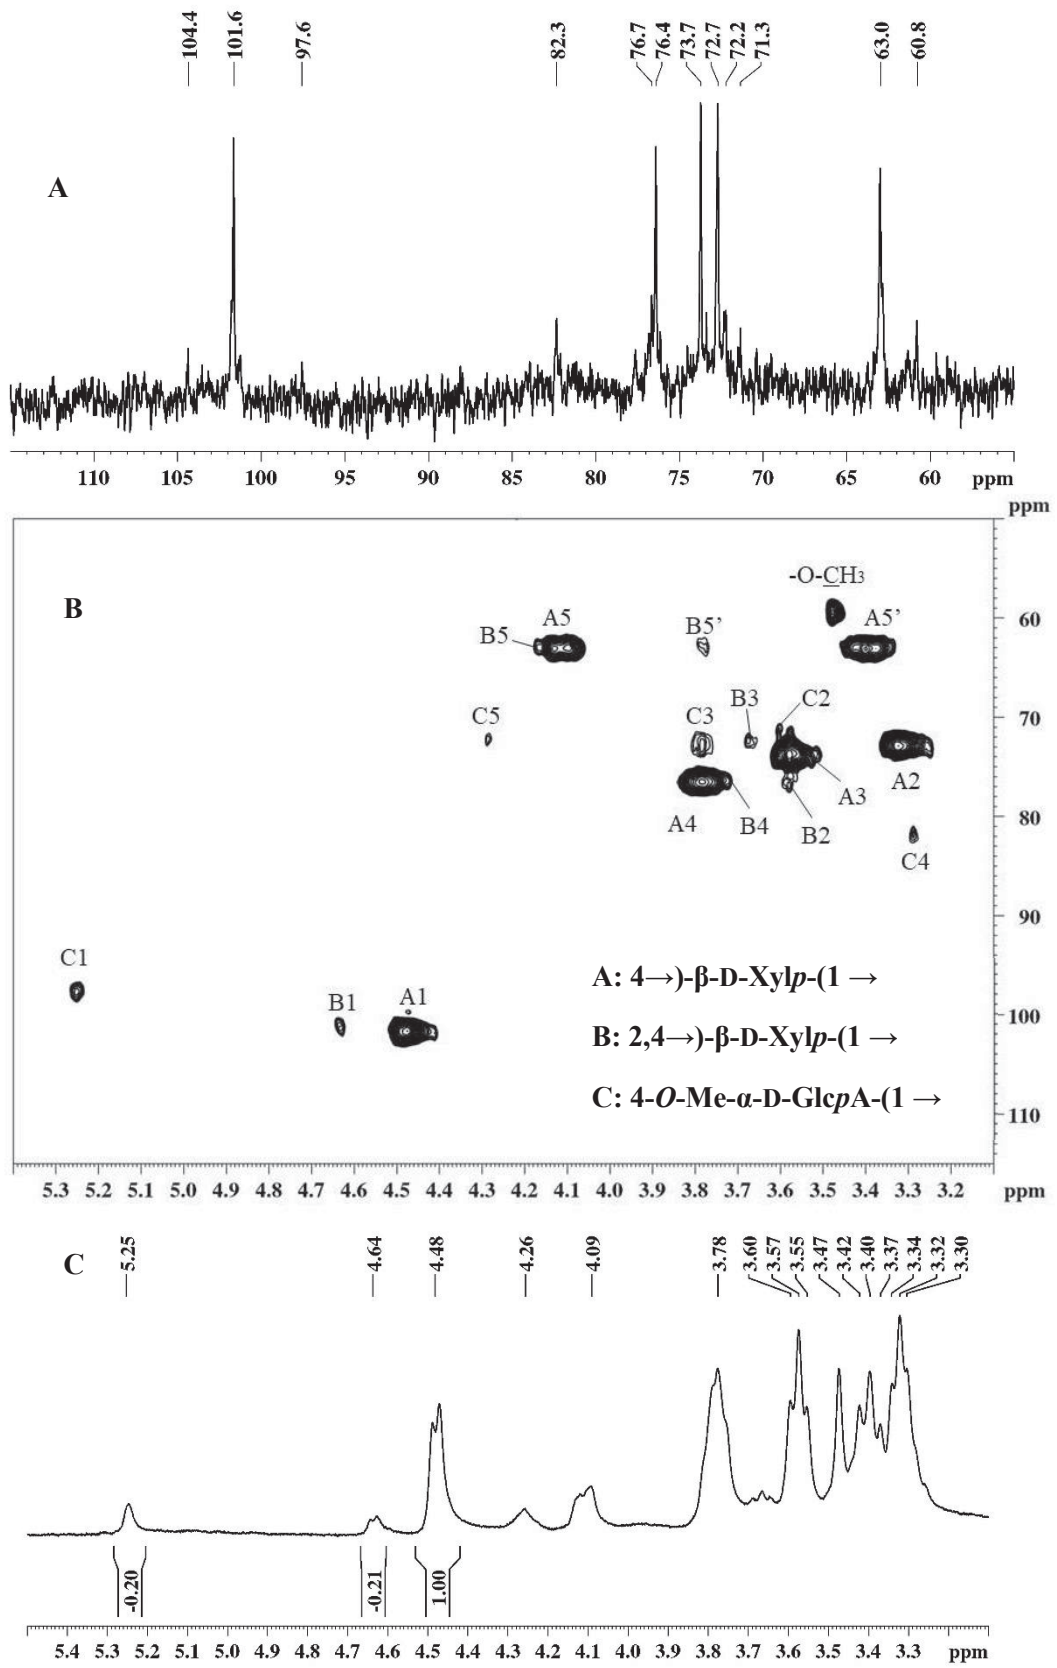 104.4 101.6 97.6 82.3 76.7 76.4 73.7 72.7 72.2 71.3 63.0 60.8
A
110 105 100 95 90 85 80 75 70 65 60 ppm
ppm
-O-CH3
B
B5 A5 B5’ A5’
60
C5 C3 B3 C2
70
A4 B4 B2 A3 A2
80
C4
90
C1
B1 A1
100
A: 4→)-β-D-Xylp-(1 →
B: 2,4→)-β-D-Xylp-(1 →
C: 4-O-Me-α-D-GlcpA-(1 →
110
5.3 5.2 5.1 5.0 4.9 4.8 4.7 4.6 4.5 4.4 4.3 4.2 4.1 4.0 3.9 3.8 3.7 3.6 3.5 3.4 3.3 3.2 ppm
C
5.25 4.64 4.48 4.26 4.09 3.78 3.60 3.57 3.55 3.47 3.42 3.40 3.37 3.34 3.32 3.30
-0.20 -0.21 1.00
5.4 5.3 5.2 5.1 5.0 4.9 4.8 4.7 4.6 4.5 4.4 4.3 4.2 4.1 4.0 3.9 3.8 3.7 3.6 3.5 3.4 3.3 ppm